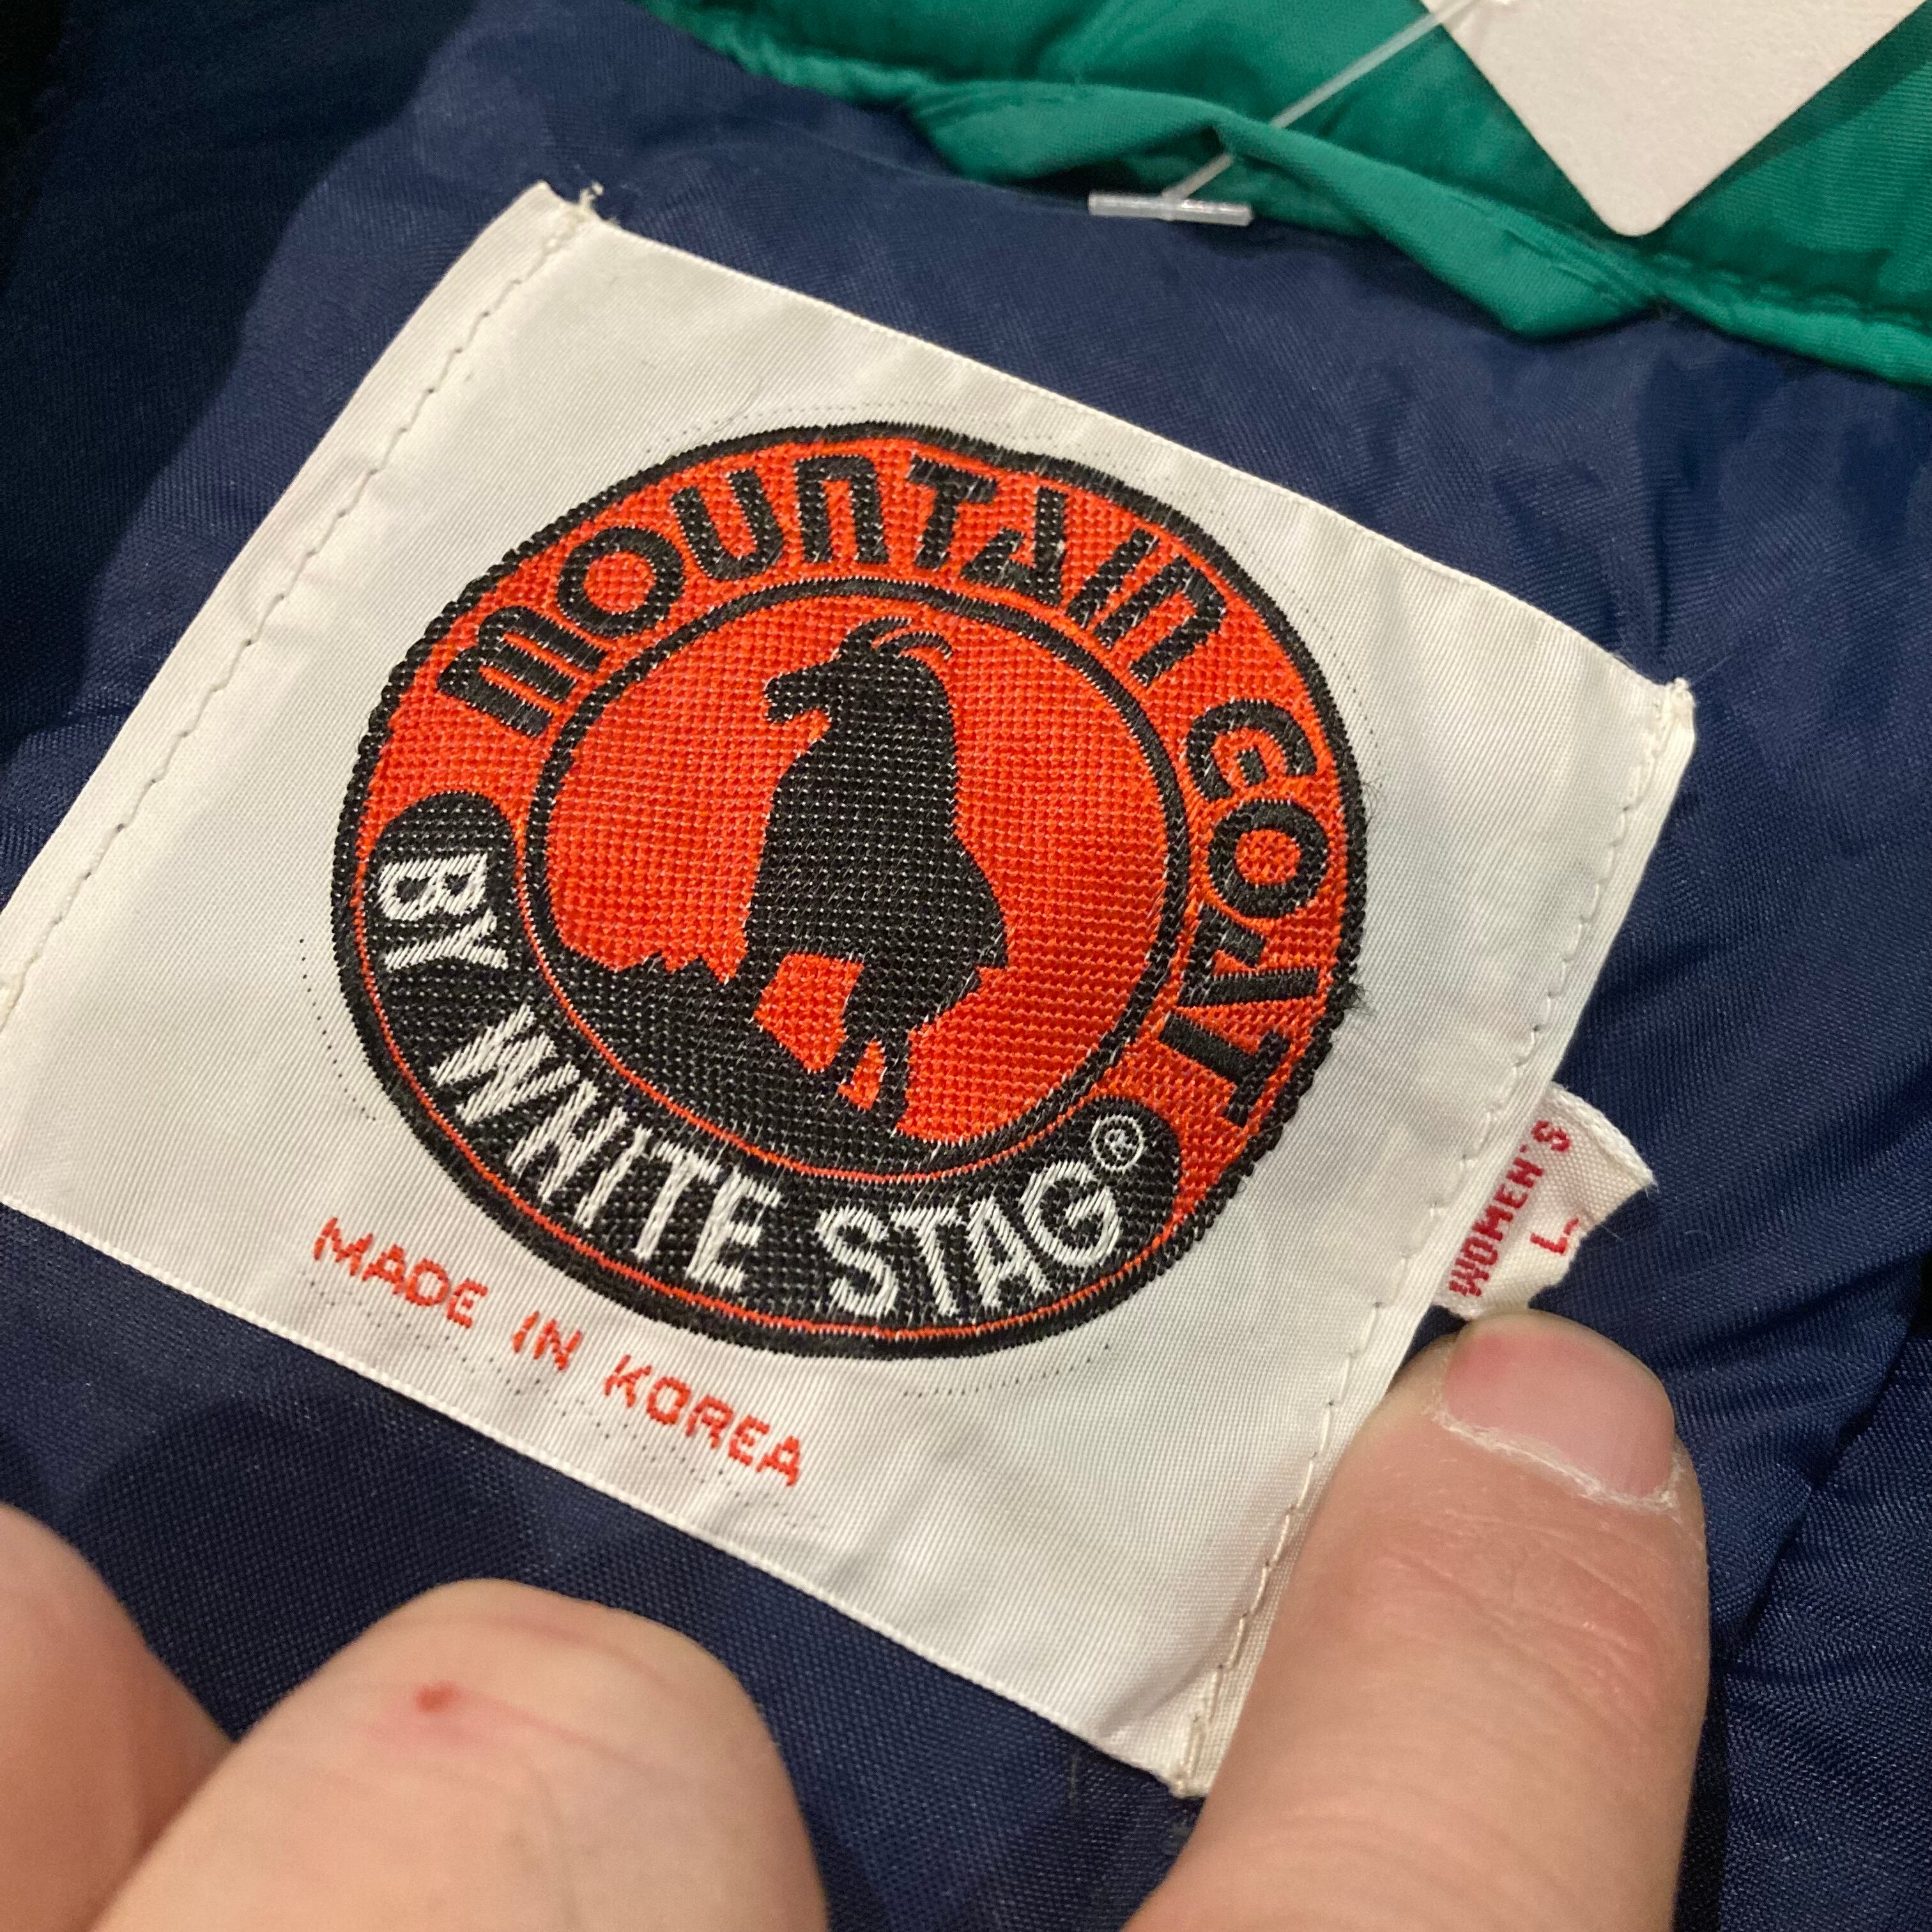 MOUNTAIN GOAT
BY WHITE STAG®
MADE IN KOREA
WOMEN'S
L